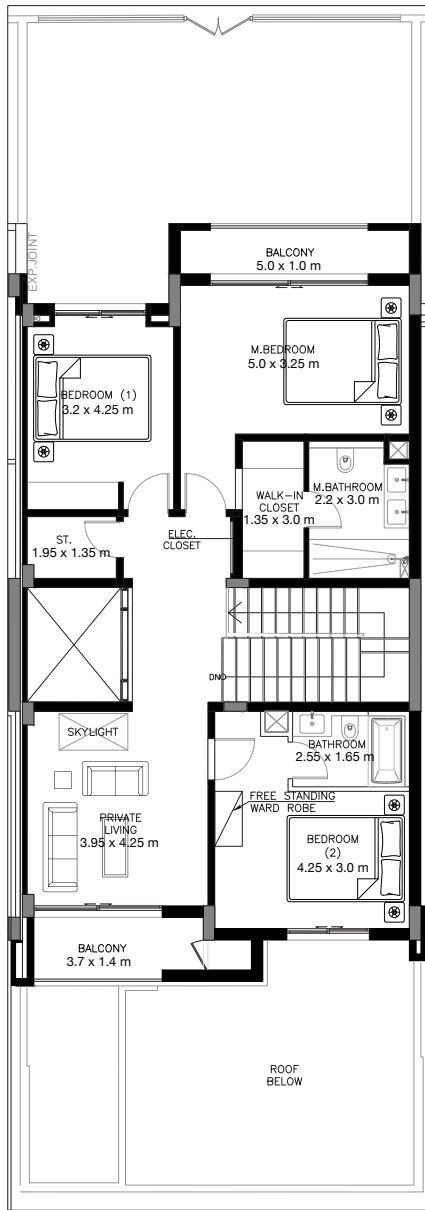 EXP.JOINT
BALCONY
5.0 x 1.0 m
M.BEDROOM
5.0 x 3.25 m
BEDROOM (1)
3.2 x 4.25 m
M.BATHROOM
2.2 x 3.0 m
WALK-IN
CLOSET
1.35 x 3.0 m
ST.
1.95 x 1.35 m
ELEC.
CLOSET
DN
SKYLIGHT
BATHROOM
2.55 x 1.65 m
FREE STANDING
WARD ROBE
PRIVATE
LIVING
3.95 x 4.25 m
BEDROOM
(2)
4.25 x 3.0 m
BALCONY
3.7 x 1.4 m
ROOF
BELOW